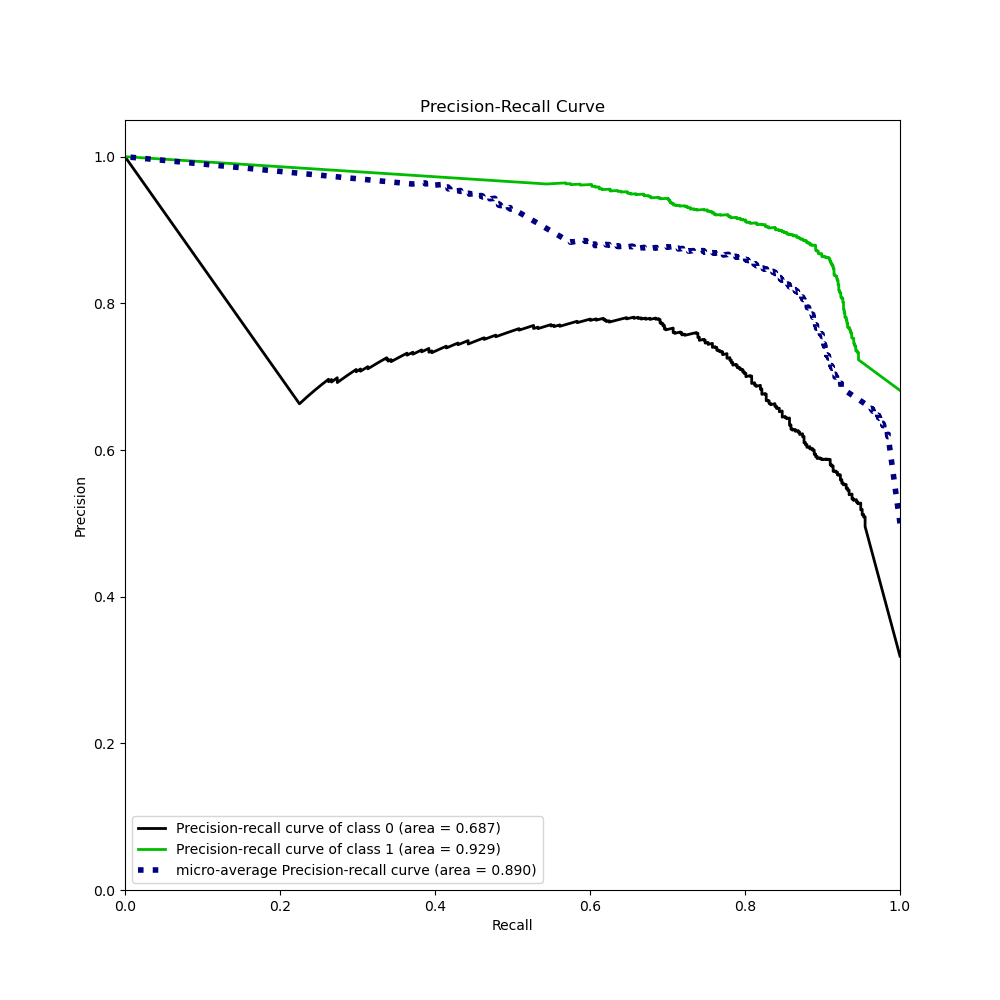 Precision-Recall Curve
1.0
0.8
0.6
0.4
0.2
0.0
Precision
Precision-recall curve of class 0 (area = 0.687)
Precision-recall curve of class 1 (area = 0.929)
micro-average Precision-recall curve (area = 0.890)
0.0 0.2 0.4 0.6 0.8 1.0
Recall